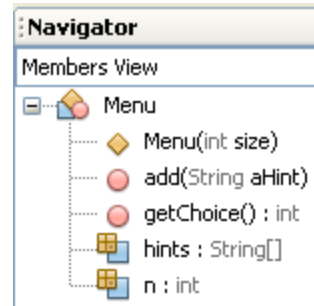 Navigator
Members View
Menu
Menu(int size)
add(String aHint)
getChoice() : int
hints : String[]
n : int